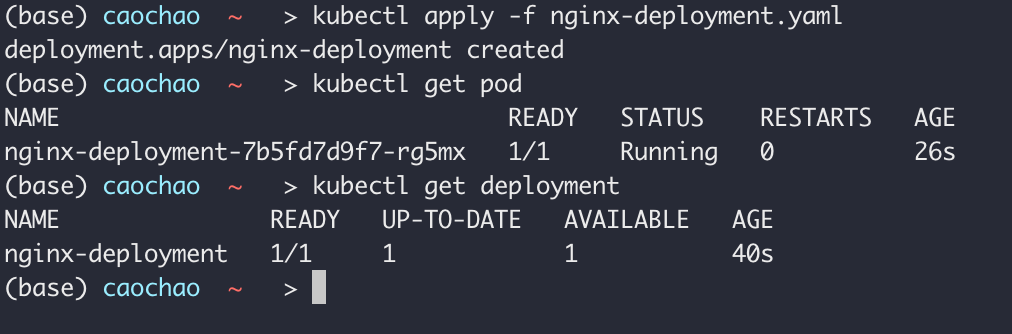 (base) caochao ~ > kubectl apply -f nginx-deployment.yaml
deployment.apps/nginx-deployment created
(base) caochao ~ > kubectl get pod
NAME READY STATUS RESTARTS AGE
nginx-deployment-7b5fd7d9f7-rg5mx 1/1 Running 0 26s
(base) caochao ~ > kubectl get deployment
NAME READY UP-TO-DATE AVAILABLE AGE
nginx-deployment 1/1 1 1 40s
(base) caochao ~ >